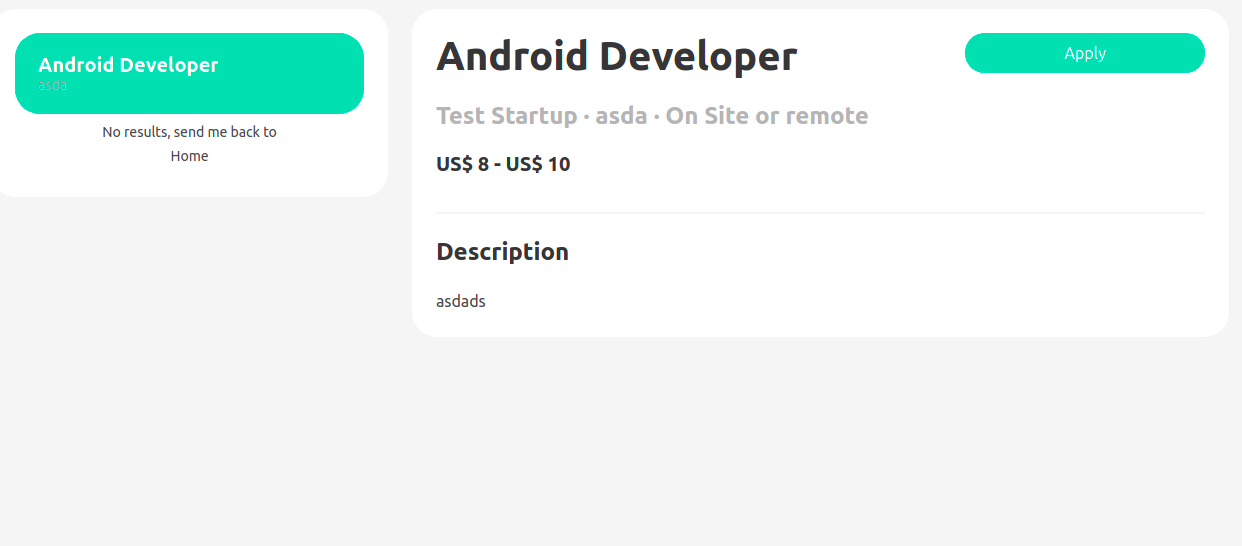 Android Developer
asda
No results, send me back to
Home
Android Developer
Apply
Test Startup · asda · On Site or remote
US$ 8 - US$ 10
Description
asdads